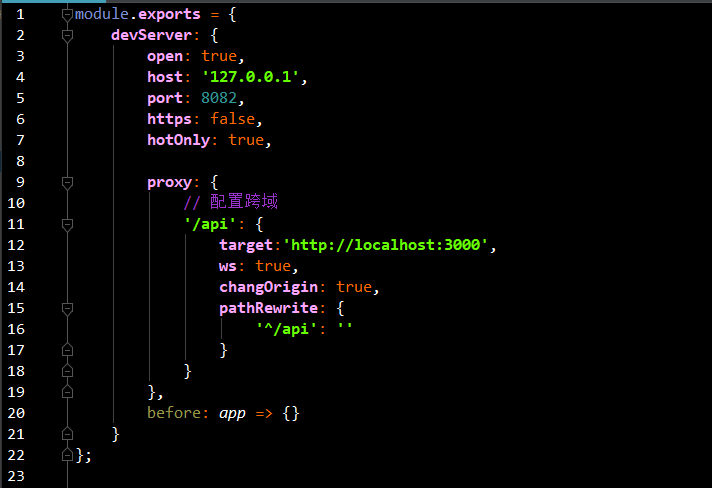 1 module.exports = {
2 devServer: {
3 open: true,
4 host: '127.0.0.1',
5 port: 8082,
6 https: false,
7 hotOnly: true,
8
9 proxy: {
10 // 配置跨域
11 '/api': {
12 target:'http://localhost:3000',
13 ws: true,
14 changOrigin: true,
15 pathRewrite: {
16 '^/api': ''
17 }
18 }
19 },
20 before: app => {}
21 }
22 };
23